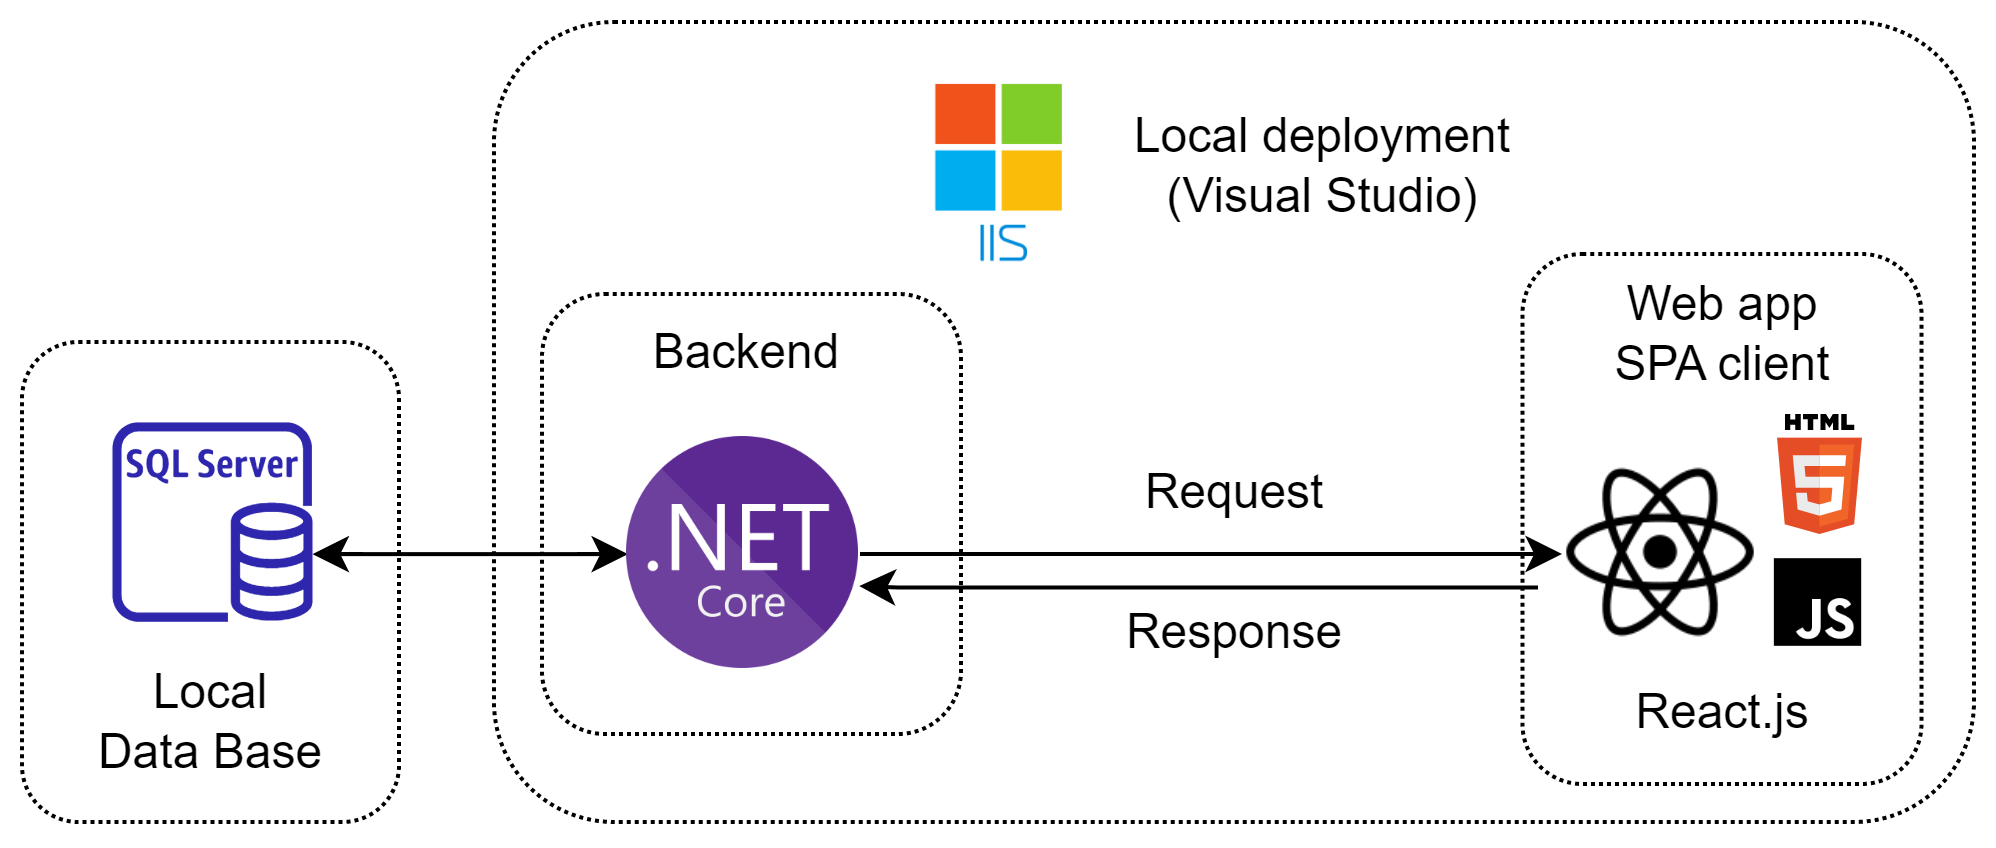 IIS
Local deployment
(Visual Studio)
Backend
Web app
SPA client
SQL Server
.NET
Core
Request
Response
HTML
5
JS
React.js
Local
Data Base